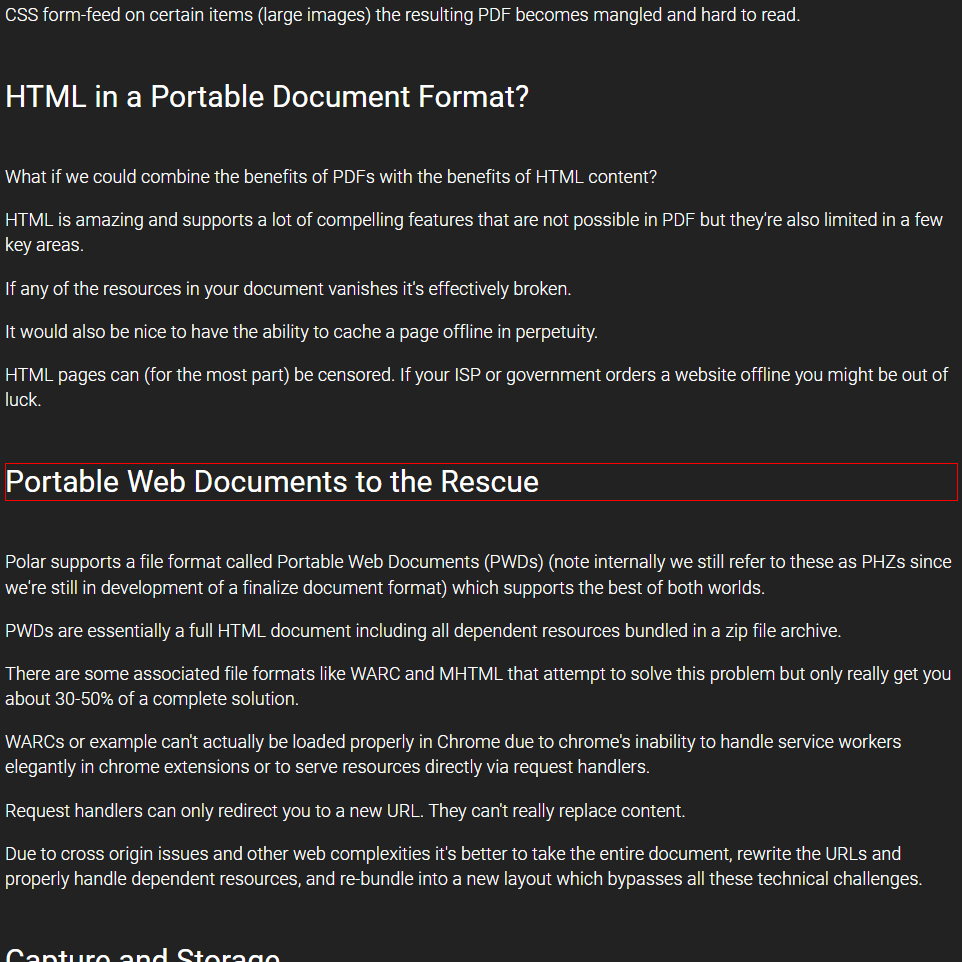 CSS form-feed on certain items (large images) the resulting PDF becomes mangled and hard to read.
HTML in a Portable Document Format?
What if we could combine the benefits of PDFs with the benefits of HTML content?
HTML is amazing and supports a lot of compelling features that are not possible in PDF but they're also limited in a few
key areas.
If any of the resources in your document vanishes it's effectively broken.
It would also be nice to have the ability to cache a page offline in perpetuity.
HTML pages can (for the most part) be censored. If your ISP or government orders a website offline you might be out of
luck.
Portable Web Documents to the Rescue
Polar supports a file format called Portable Web Documents (PWDs) (note internally we still refer to these as PHZs since
we're still in development of a finalize document format) which supports the best of both worlds.
PWDs are essentially a full HTML document including all dependent resources bundled in a zip file archive.
There are some associated file formats like WARC and MHTML that attempt to solve this problem but only really get you
about 30-50% of a complete solution.
WARCs or example can't actually be loaded properly in Chrome due to chrome's inability to handle service workers
elegantly in chrome extensions or to serve resources directly via request handlers.
Request handlers can only redirect you to a new URL. They can't really replace content.
Due to cross origin issues and other web complexities it's better to take the entire document, rewrite the URLs and
properly handle dependent resources, and re-bundle into a new layout which bypasses all these technical challenges.
Capture and Storage